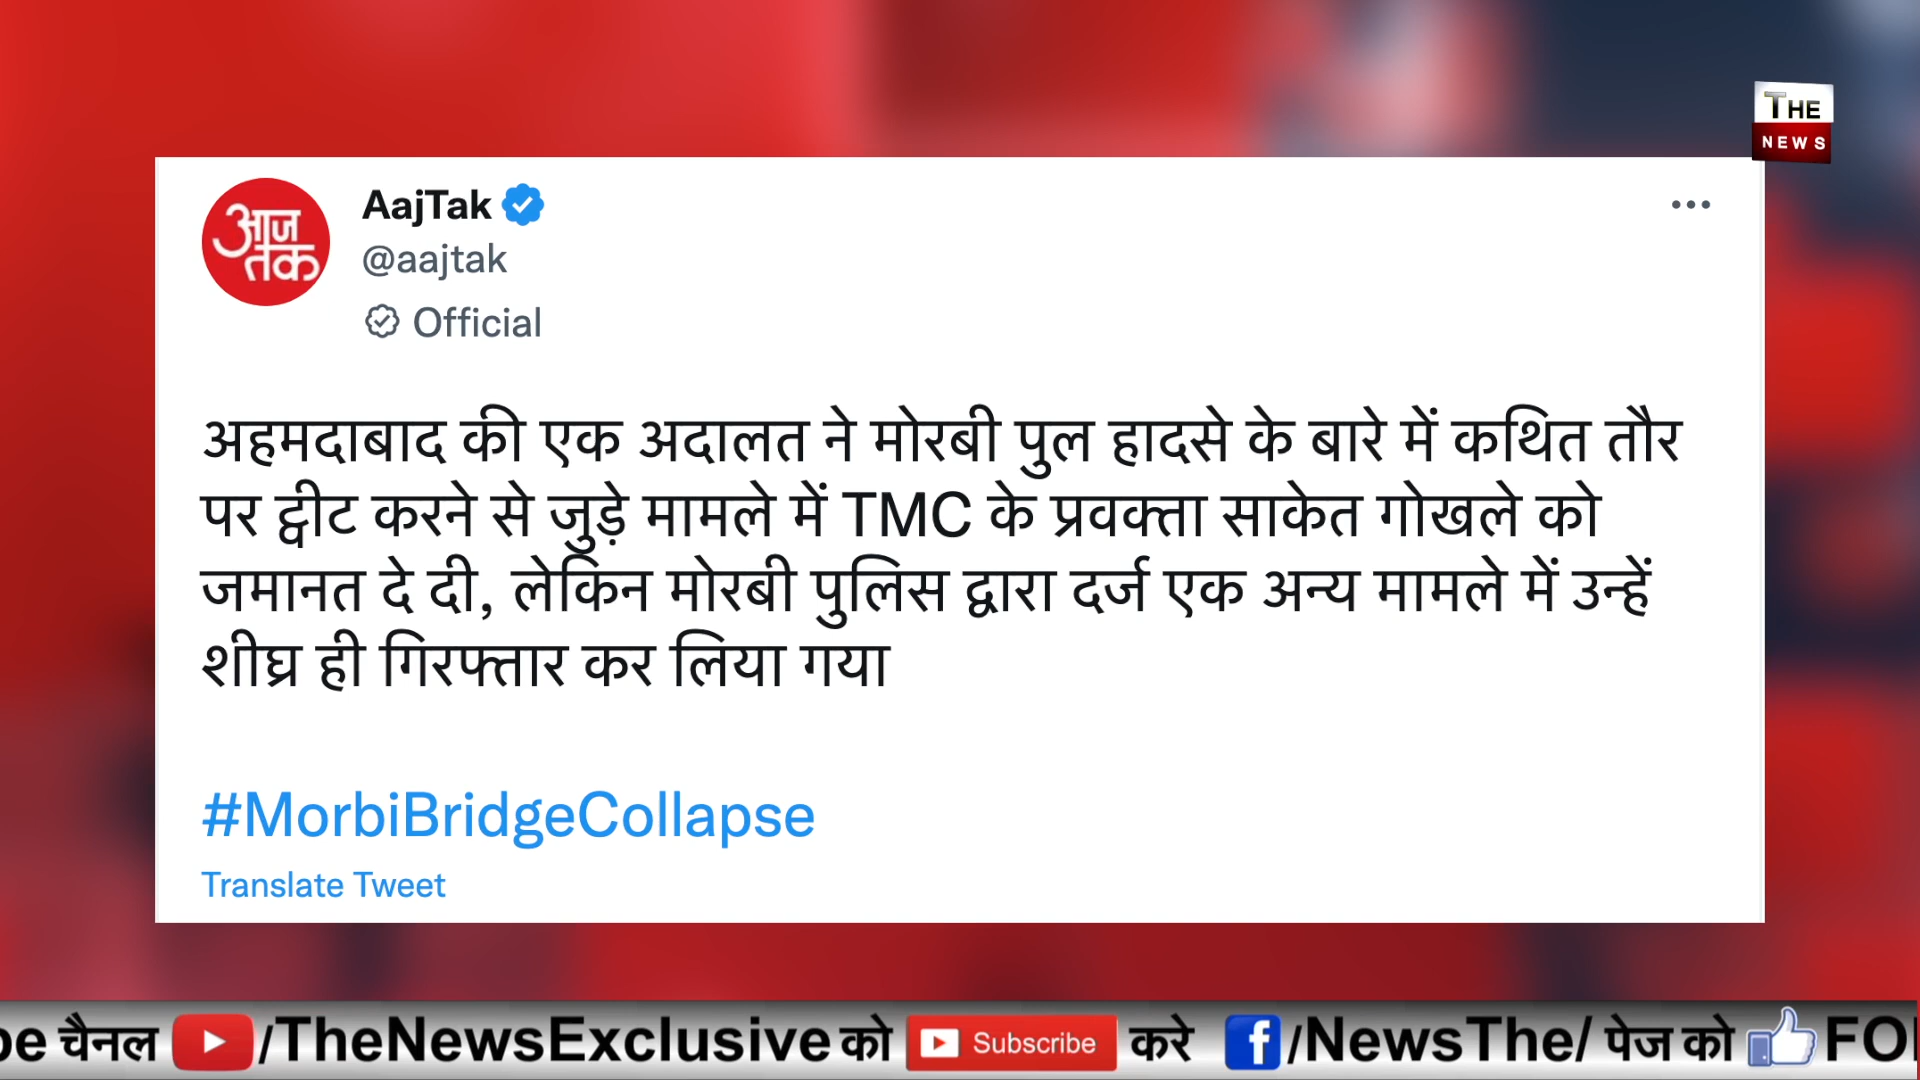 THE
NEWS
आज
तक
AajTak
@aajtak
Official
अहमदाबाद की एक अदालत ने मोरबी पुल हादसे के बारे में कथित तौर
पर ट्वीट करने से जुड़े मामले में TMC के प्रवक्ता साकेत गोखले को
जमानत दे दी, लेकिन मोरबी पुलिस द्वारा दर्ज एक अन्य मामले में उन्हें
शीघ्र ही गिरफ्तार कर लिया गया
#MorbiBridgeCollapse
Translate Tweet
be चैनल /TheNewsExclusive को Subscribe करे f/NewsThe/ पेज को FO